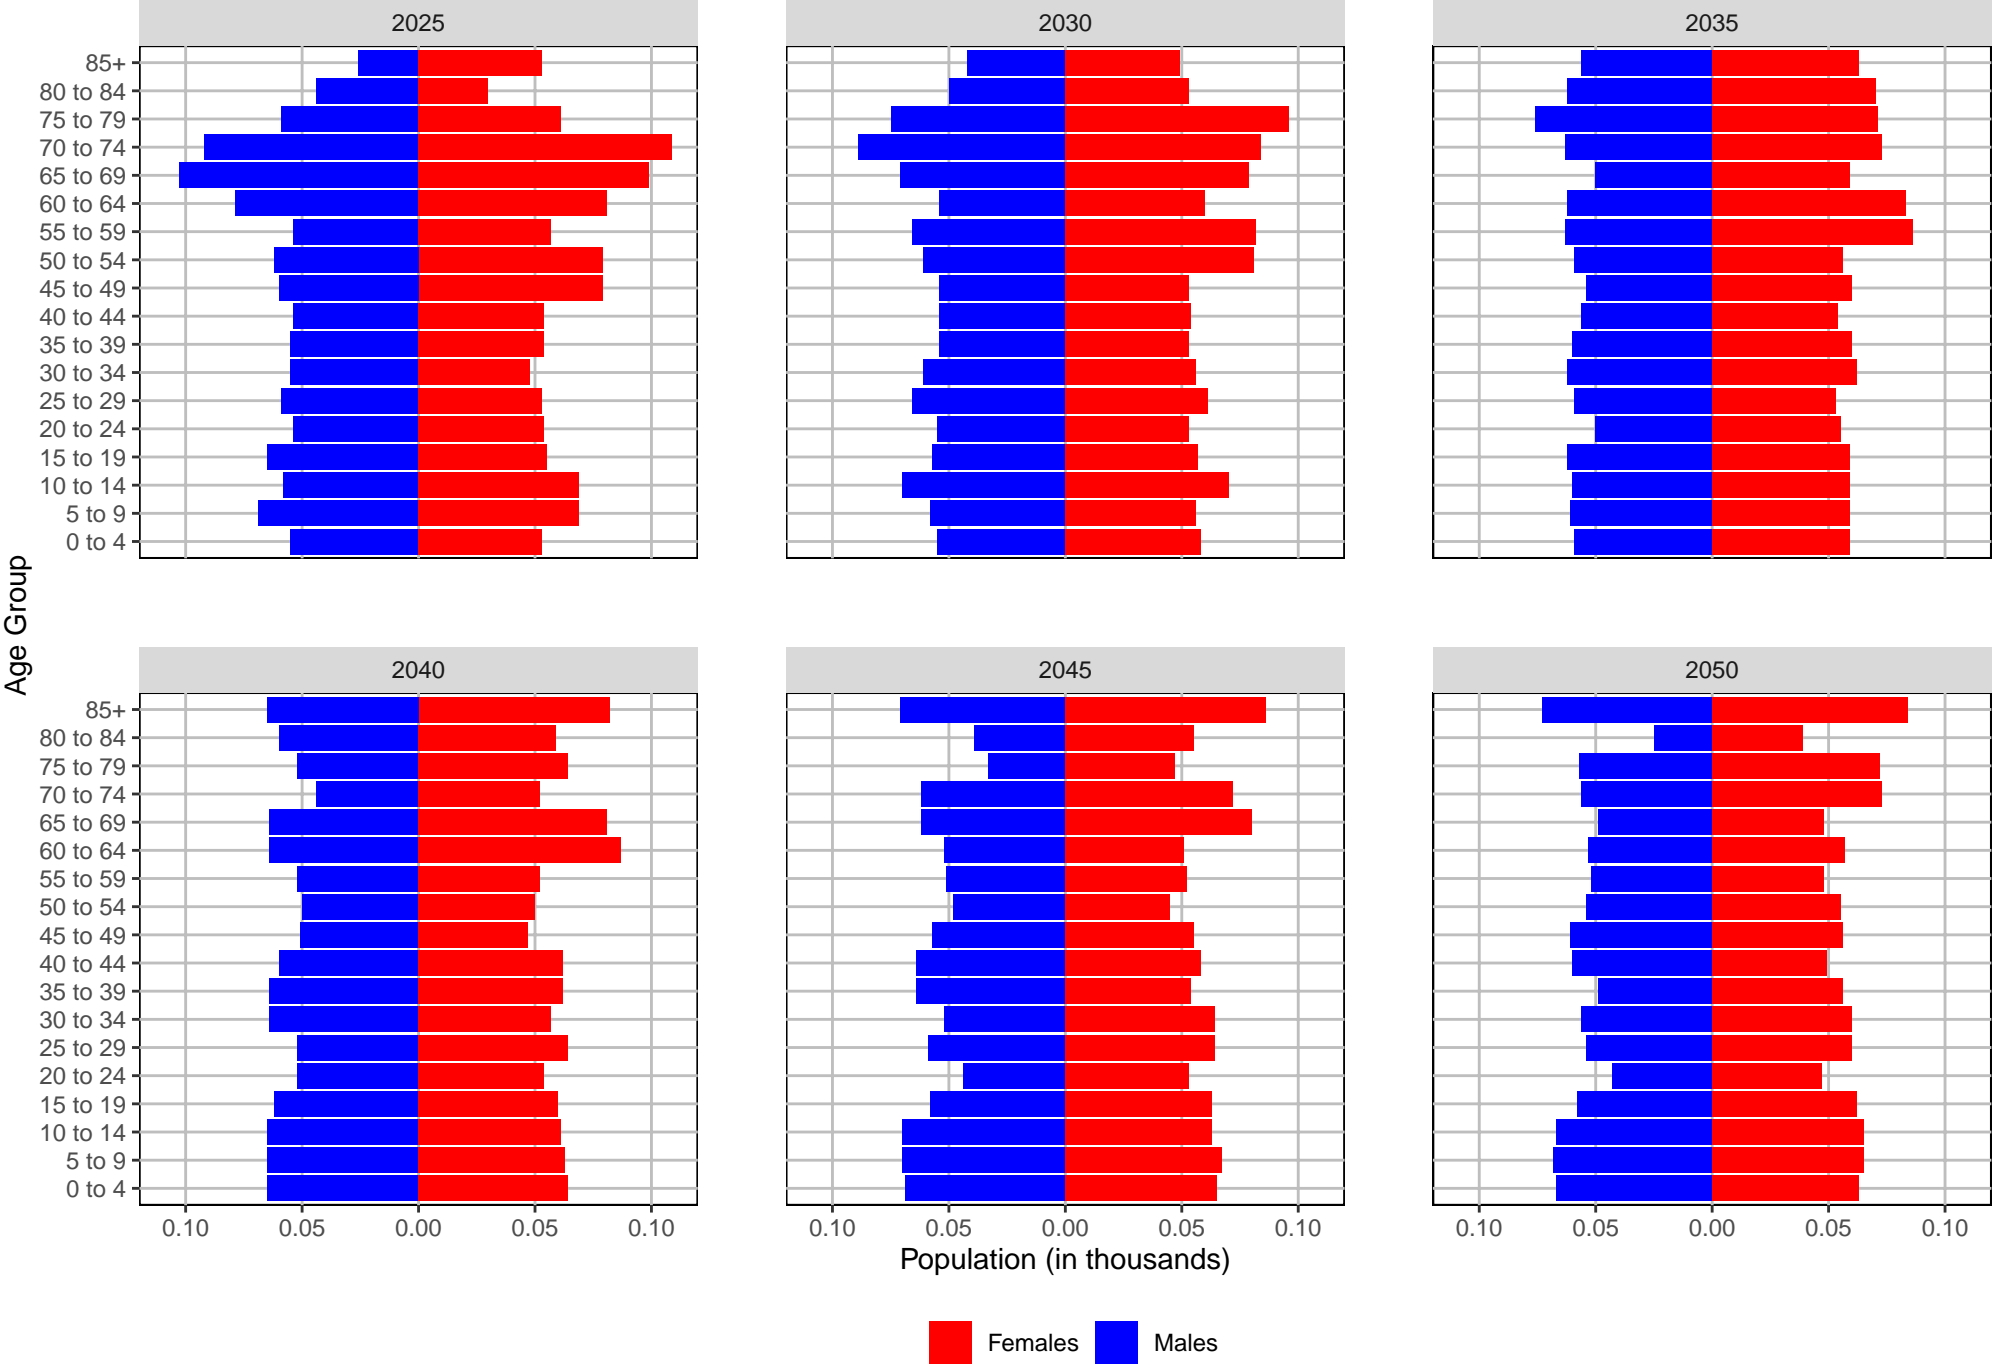 2025
2030
2035
85+
80 to 84
75 to 79
70 to 74
65 to 69
60 to 64
55 to 59
50 to 54
45 to 49
40 to 44
35 to 39
30 to 34
25 to 29
20 to 24
15 to 19
10 to 14
5 to 9
0 to 4
Age Group
2040
2045
2050
85+
80 to 84
75 to 79
70 to 74
65 to 69
60 to 64
55 to 59
50 to 54
45 to 49
40 to 44
35 to 39
30 to 34
25 to 29
20 to 24
15 to 19
10 to 14
5 to 9
0 to 4
0.10 0.05 0.00 0.05 0.10
0.10 0.05 0.00 0.05 0.10
0.10 0.05 0.00 0.05 0.10
Population (in thousands)
Females Males